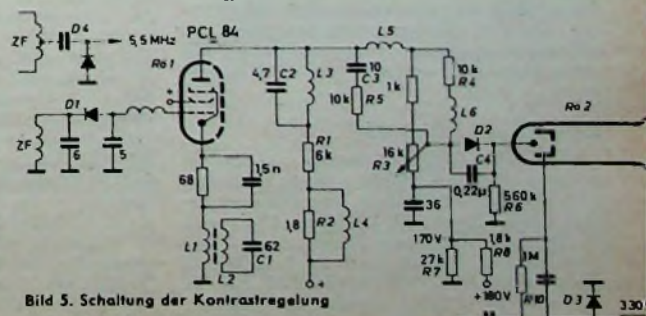 ZF
D4
5,5 MHz
PCL 84
Rö1
D1
ZF
6
5
4,7
C2
L3
L5
10
C3
10k
R5
1k
10k
R4
L6
Rö 2
D2
R1
6k
16k
R3
C4
0,22µ
560k
R6
68
1,5n
36
1,8
R2
L4
170V
1,8k
R8
27k
R7
L1
L2
62
C1
1M
R10
D3
+180V
330
Bild 5. Schaltung der Kontrastregelung